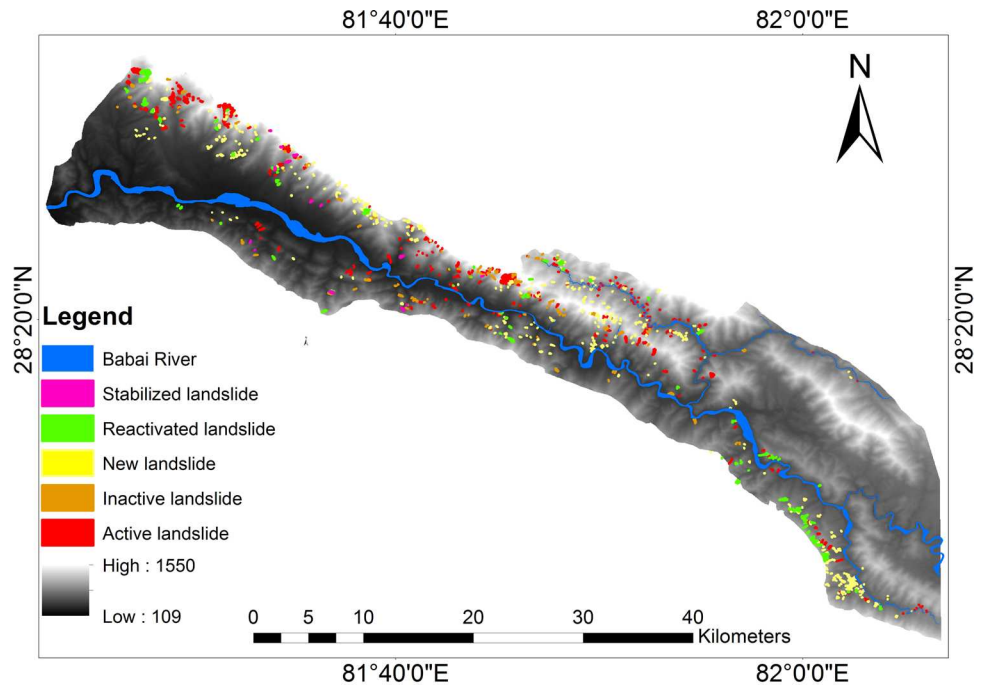 81°40'0"E
82°0'0"E
N
28°20'0"N
28°20'0"N
Legend
Babai River
Stabilized landslide
Reactivated landslide
New landslide
Inactive landslide
Active landslide
High : 1550
Low : 109
0 5 10 20 30 40
Kilometers
81°40'0"E
82°0'0"E